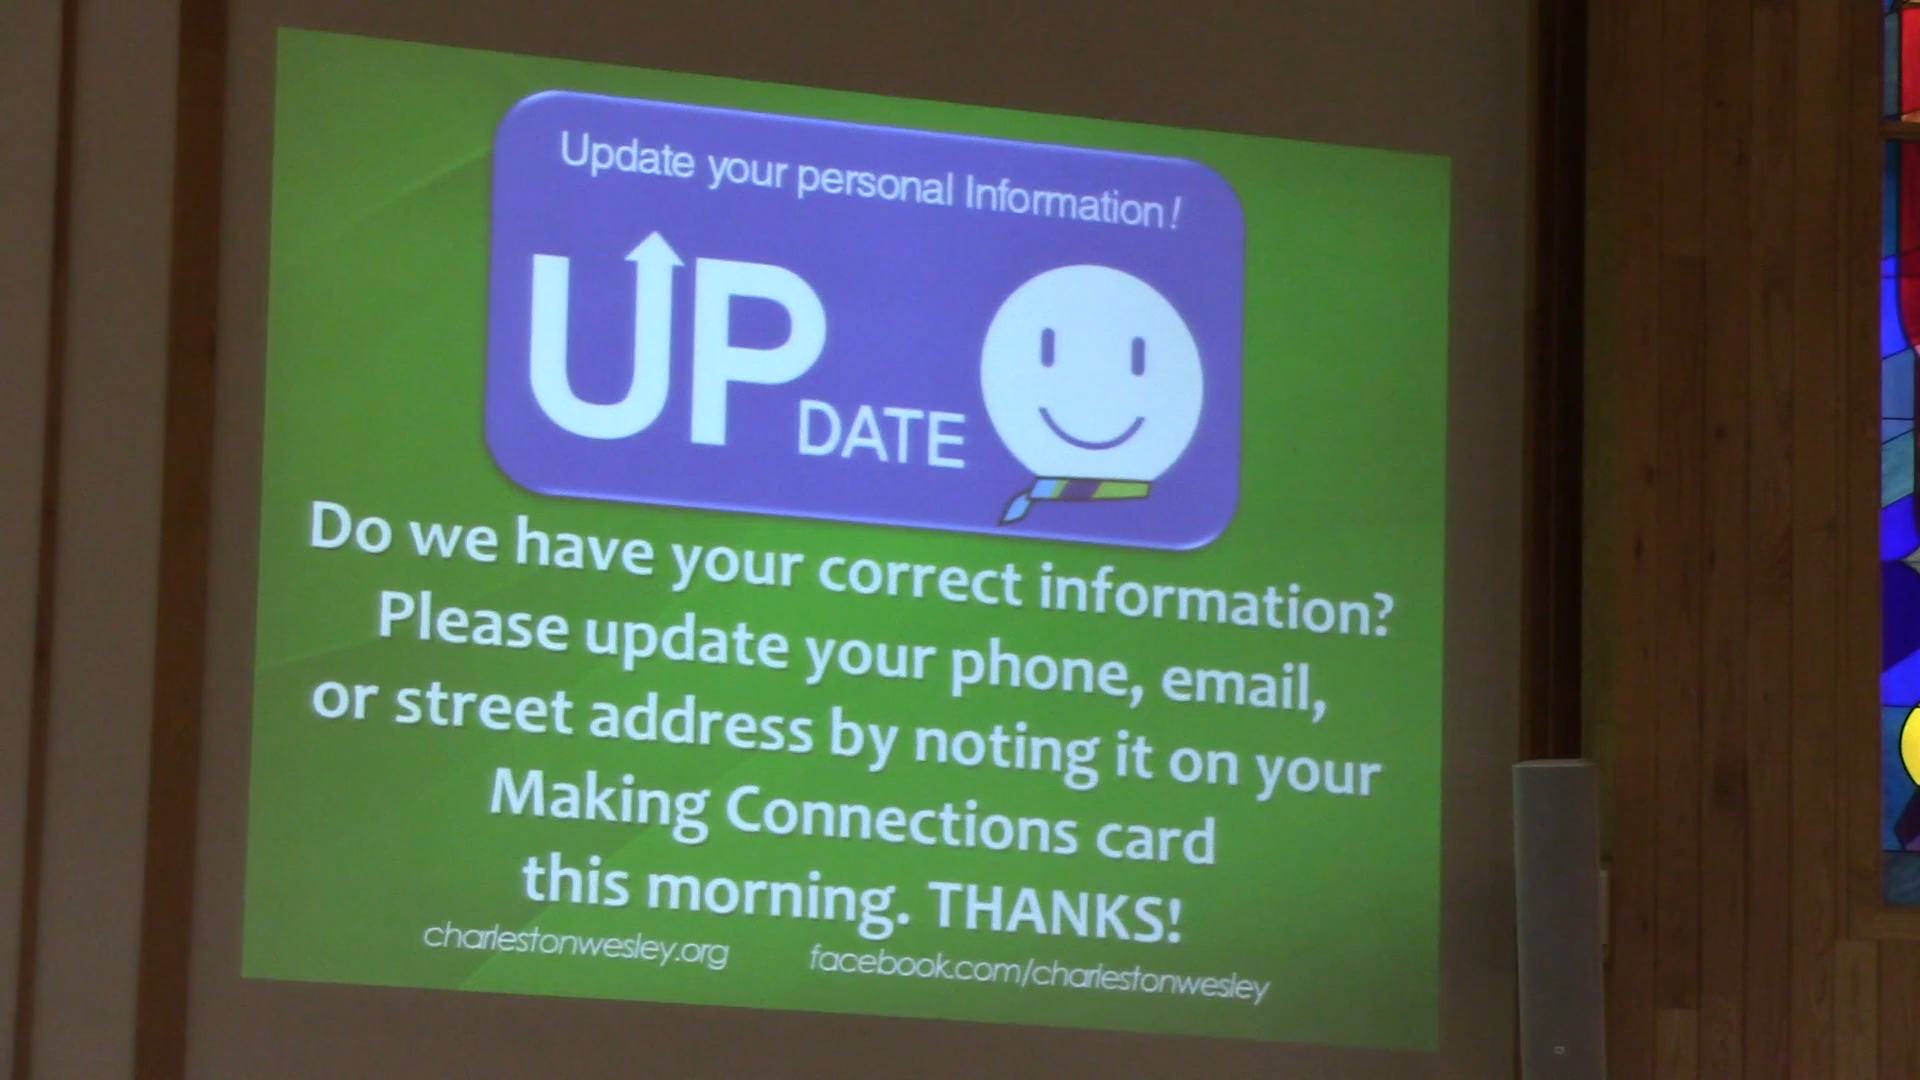 Update your personal Information!
UP DATE
Do we have your correct information?
Please update your phone, email,
or street address by noting it on your
Making Connections card
this morning. THANKS!
charlestonwesley.org facebook.com/charlestonwesley